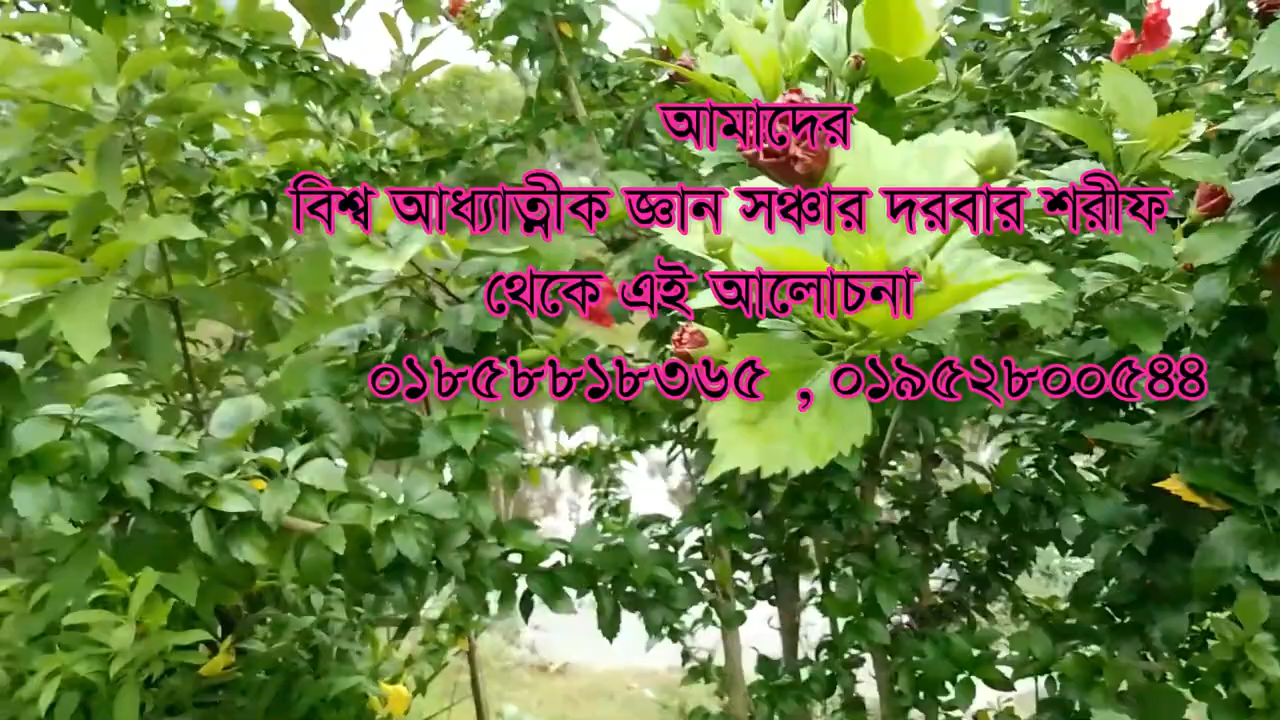 আমাদের
বিশ্ব আধ্যাত্নীক জ্ঞান সঞ্চার দরবার শরীফ
থেকে এই আলোচনা
০১৮৫৮৮১৮৩৬৫ , ০১৯৫২৮০০৫৪৪